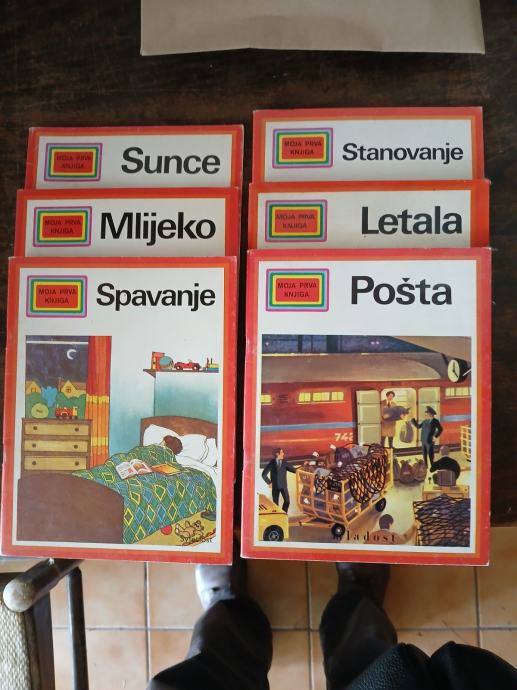 MOJA PRVA
KNJIGA
Sunce
MOJA PRVA
KNJIGA
Stanovanje
MOJA PRVA
KNJIGA
Mlijeko
MOJA PRVA
KNJIGA
Letala
MOJA PRVA
KNJIGA
Spavanje
MOJA PRVA
KNJIGA
Pošta